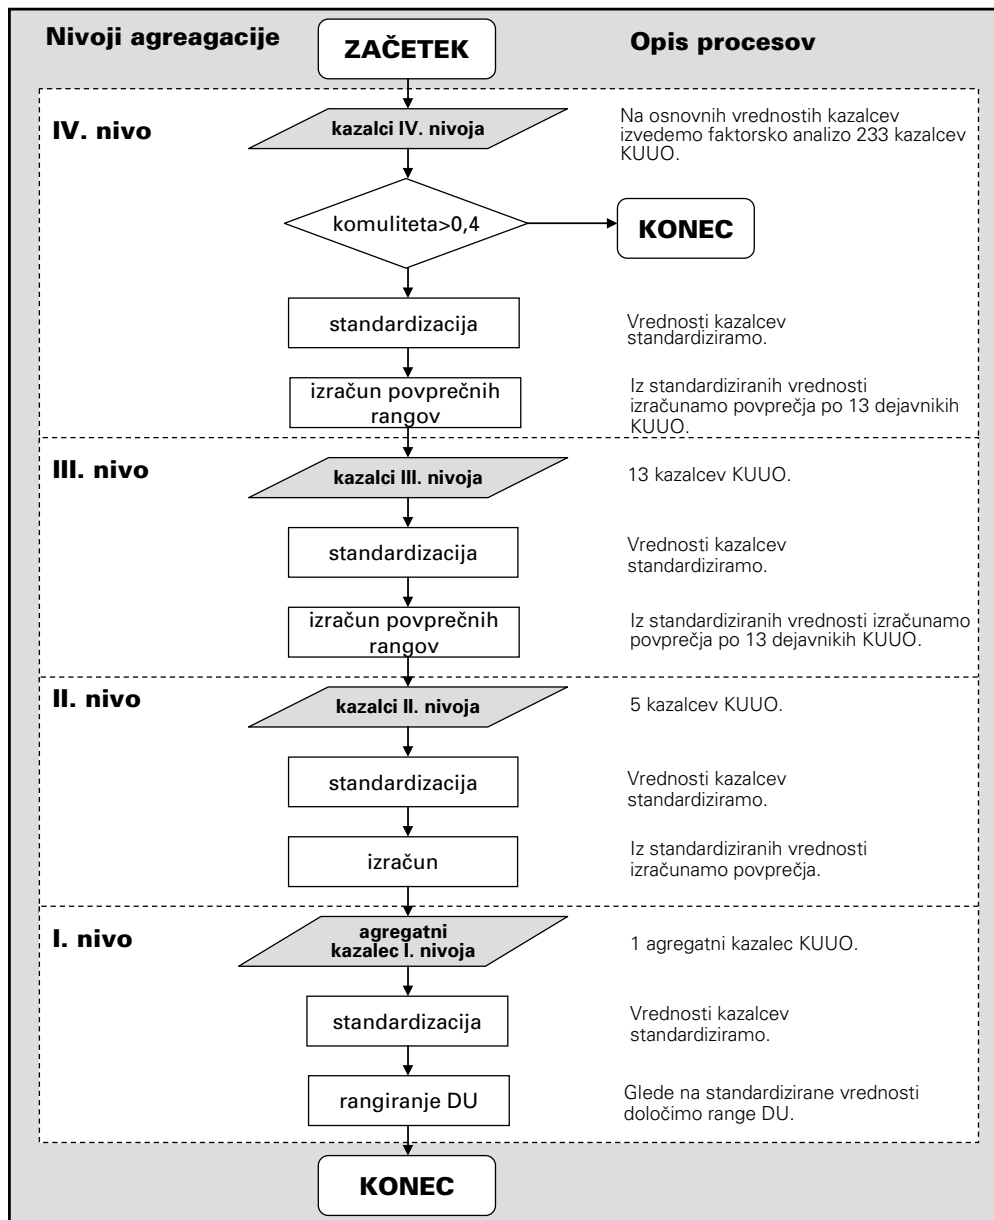 Nivoji agreagacije
ZAČETEK
Opis procesov
IV. nivo
kazalci IV. nivoja
Na osnovnih vrednostih kazalcev
izvedemo faktorsko analizo 233 kazalcev
KUUO.
komuliteta>0,4
KONEC
standardizacija
Vrednosti kazalcev
standardiziramo.
izračun povprečnih
rangov
Iz standardiziranih vrednosti
izračunamo povprečja po 13 dejavnikih
KUUO.
III. nivo
kazalci III. nivoja
13 kazalcev KUUO.
standardizacija
Vrednosti kazalcev
standardiziramo.
izračun povprečnih
rangov
Iz standardiziranih vrednosti izračunamo
povprečja po 13 dejavnikih KUUO.
II. nivo
kazalci II. nivoja
5 kazalcev KUUO.
standardizacija
Vrednosti kazalcev
standardiziramo.
izračun
Iz standardiziranih vrednosti
izračunamo povprečja.
I. nivo
agregatni
kazalec I. nivoja
1 agregatni kazalec KUUO.
standardizacija
Vrednosti kazalcev
standardiziramo.
rangiranje DU
Glede na standardizirane vrednosti
določimo range DU.
KONEC